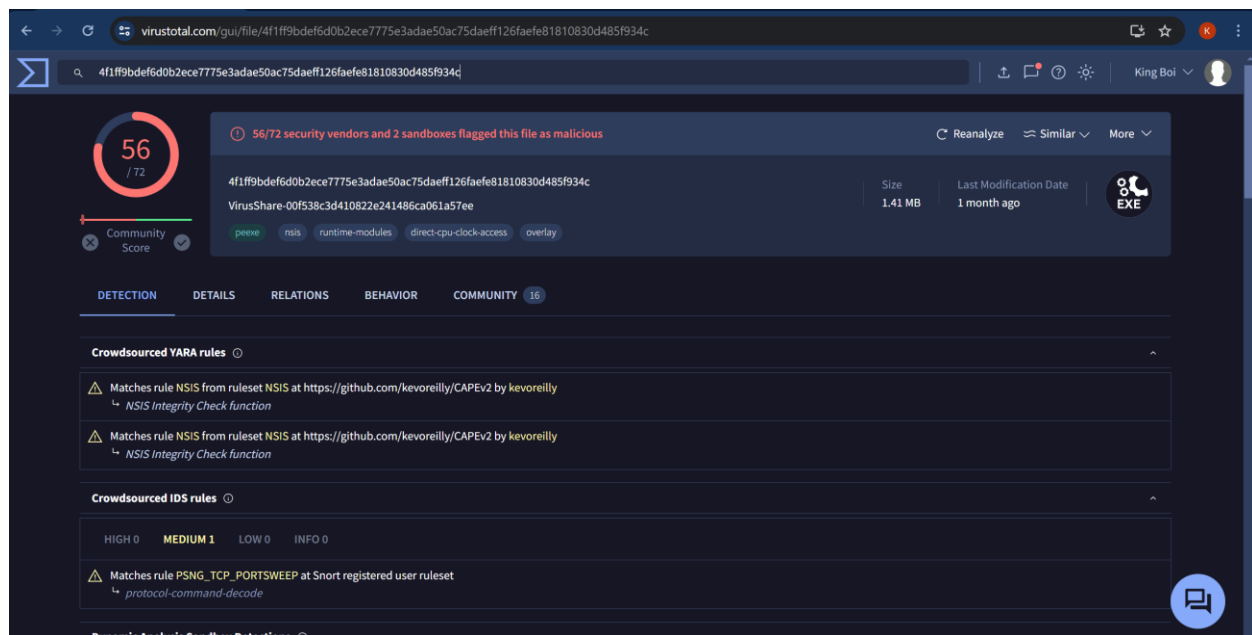 virustotal.com/gui/file/4f1ff9bdef6d0b2ece7775e3adae50ac75daeff126faefe81810830d485f934c
K
4f1ff9bdef6d0b2ece7775e3adae50ac75daeff126faefe81810830d485f934c
King Boi
56
/ 72
Community
Score
56/72 security vendors and 2 sandboxes flagged this file as malicious
Reanalyze Similar More
4f1ff9bdef6d0b2ece7775e3adae50ac75daeff126faefe81810830d485f934c
VirusShare-00f538c3d410822e241486ca061a57ee
peexe nsis runtime-modules direct-cpu-clock-access overlay
Size
1.41 MB
Last Modification Date
1 month ago
EXE
DETECTION DETAILS RELATIONS BEHAVIOR COMMUNITY 16
Crowdsourced YARA rules
Matches rule NSIS from ruleset NSIS at https://github.com/kevoreilly/CAPEv2 by kevoreilly
NSIS Integrity Check function
Matches rule NSIS from ruleset NSIS at https://github.com/kevoreilly/CAPEv2 by kevoreilly
NSIS Integrity Check function
Crowdsourced IDS rules
HIGH 0 MEDIUM 1 LOW 0 INFO 0
Matches rule PSNG_TCP_PORTSWEEP at Snort registered user ruleset
protocol-command-decode